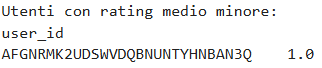 Utenti con rating medio minore:
user_id
AFGNRMK2UDSWVDQBNUNTYHNBAN3Q    1.0